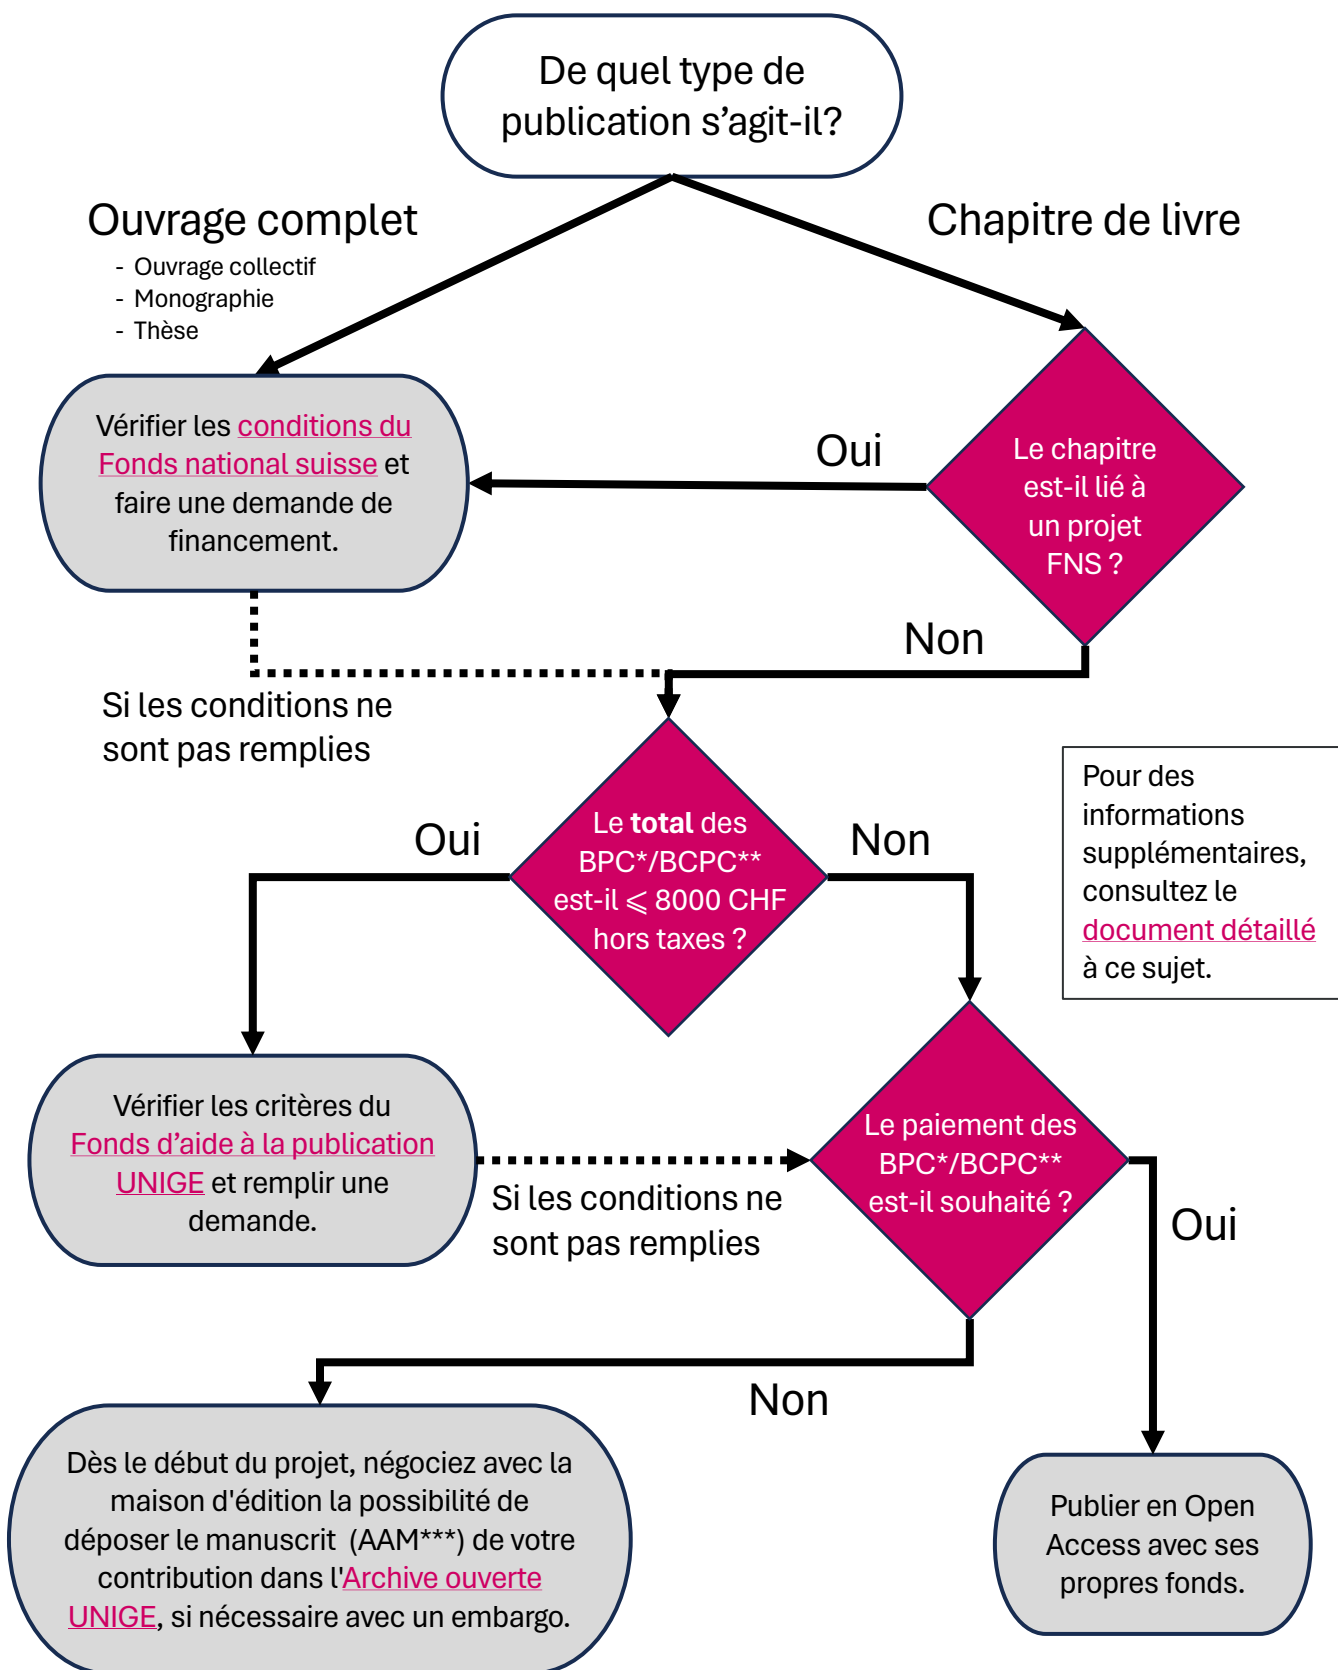 De quel type de
publication s’agit-il?
Ouvrage complet
- Ouvrage collectif
- Monographie
- Thèse
Chapitre de livre
Vérifier les conditions du
Fonds national suisse et
faire une demande de
financement.
Oui
Le chapitre
est-il lié à
un projet
FNS ?
Non
Si les conditions ne
sont pas remplies
Oui
Le total des
BPC*/BCPC**
est-il ⩽ 8000 CHF
hors taxes ?
Non
Pour des
informations
supplémentaires,
consultez le
document détaillé
à ce sujet.
Vérifier les critères du
Fonds d’aide à la publication
UNIGE et remplir une
demande.
Si les conditions ne
sont pas remplies
Le paiement des
BPC*/BCPC**
est-il souhaité ?
Oui
Non
Dès le début du projet, négociez avec la
maison d'édition la possibilité de
déposer le manuscrit (AAM***) de votre
contribution dans l'Archive ouverte
UNIGE, si nécessaire avec un embargo.
Publier en Open
Access avec ses
propres fonds.